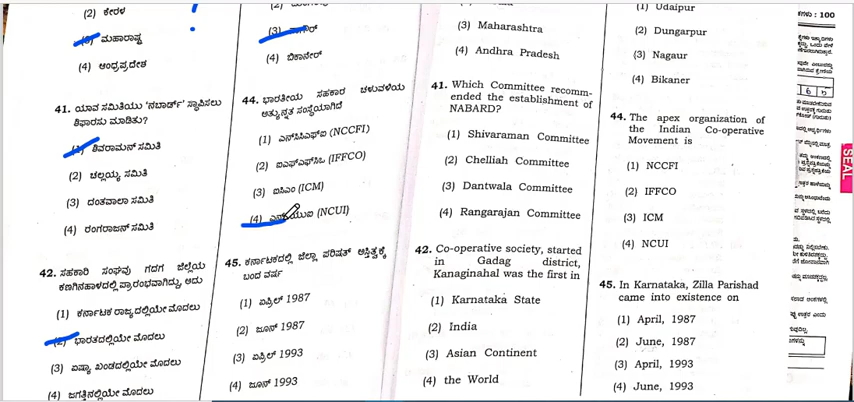 (2) ಕೇರಳ
(3) ಮಹಾರಾಷ್ಟ್ರ
(4) ಆಂಧ್ರಪ್ರದೇಶ
41. ಯಾವ ಸಮಿತಿಯು 'ನಬಾರ್ಡ್' ಸ್ಥಾಪಿಸಲು
ಶಿಫಾರಸು ಮಾಡಿತು?
(1) ಶಿವರಾಮನ್ ಸಮಿತಿ
(2) ಚಲ್ಲಯ್ಯ ಸಮಿತಿ
(3) ದಂತವಾಲಾ ಸಮಿತಿ
(4) ರಂಗರಾಜನ್ ಸಮಿತಿ
42. ಸಹಕಾರಿ ಸಂಘವು ಗದಗ ಜಿಲ್ಲೆಯ
ಕಣಗಿನಹಾಳದಲ್ಲಿ ಪ್ರಾರಂಭವಾಗಿದ್ದು, ಅದು
(1) ಕರ್ನಾಟಕ ರಾಜ್ಯದಲ್ಲಿಯೇ ಮೊದಲು
(2) ಭಾರತದಲ್ಲಿಯೇ ಮೊದಲು
(3) ಏಷ್ಯಾ ಖಂಡದಲ್ಲಿಯೇ ಮೊದಲು
(4) ಜಗತ್ತಿನಲ್ಲಿಯೇ ಮೊದಲು
(3)
(4) ಬಿಕಾನೇರ್
44. ಭಾರತೀಯ ಸಹಕಾರ ಚಳುವಳಿಯ
ಅತ್ಯುನ್ನತ ಸಂಸ್ಥೆಯಾಗಿದೆ
(1) ಎನ್‌ಸಿಸಿಎಫ್‌ಐ (NCCFI)
(2) ಐಎಫ್‌ಎಫ್‌ಸಿಒ (IFFCO)
(3) ಐಸಿಎಂ (ICM)
(4) (NCUI)
45. ಕರ್ನಾಟಕದಲ್ಲಿ ಜಿಲ್ಲಾ ಪರಿಷತ್ ಅಸ್ತಿತ್ವಕ್ಕೆ
ಬಂದ ವರ್ಷ
(1) ಏಪ್ರಿಲ್ 1987
(2) ಜೂನ್ 1987
(3) ಏಪ್ರಿಲ್ 1993
(4) ಜೂನ್ 1993
(3) Maharashtra
(4) Andhra Pradesh
41. Which Committee recomm-
ended the establishment of
NABARD?
(1) Shivaraman Committee
(2) Chelliah Committee
(3) Dantwala Committee
(4) Rangarajan Committee
42. Co-operative society, started
in Gadag district,
Kanaginahal was the first in
(1) Karnataka State
(2) India
(3) Asian Continent
(4) the World
(1) Udaipur
(2) Dungarpur
(3) Nagaur
(4) Bikaner
44. The apex organization of
the Indian Co-operative
Movement is
(1) NCCFI
(2) IFFCO
(3) ICM
(4) NCUI
45. In Karnataka, Zilla Parishad
came into existence on
(1) April, 1987
(2) June, 1987
(3) April, 1993
(4) June, 1993
: 100
SEAL